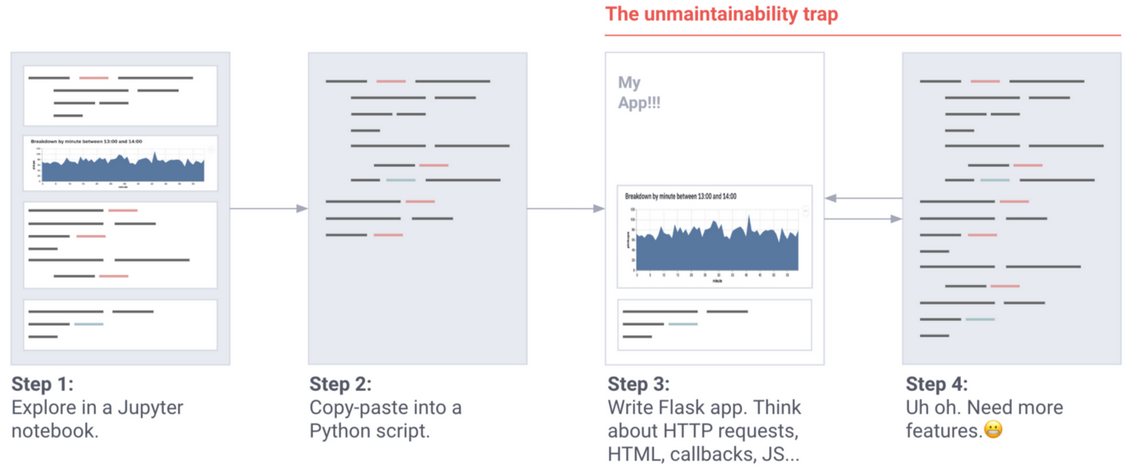 The unmaintainability trap
My
App!!!
Breakdown by minute between 13:00 and 14:00
Breakdown by minute between 13:00 and 14:00
Step 1:
Explore in a Jupyter
notebook.
Step 2:
Copy-paste into a
Python script.
Step 3:
Write Flask app. Think
about HTTP requests,
HTML, callbacks, JS...
Step 4:
Uh oh. Need more
features.😬